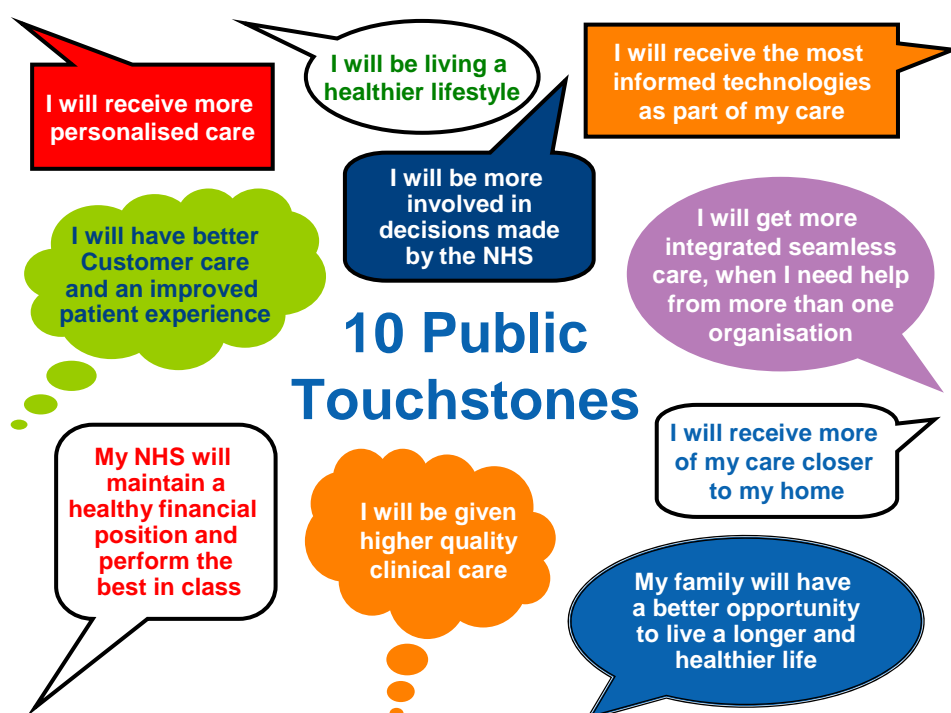 I will receive more
personalised care
I will be living a
healthier lifestyle
I will receive the most
informed technologies
as part of my care
I will be more
involved in
decisions made
by the NHS
I will have better
Customer care
and an improved
patient experience
I will get more
integrated seamless
care, when I need help
from more than one
organisation
10 Public
Touchstones
My NHS will
maintain a
healthy financial
position and
perform the
best in class
I will be given
higher quality
clinical care
I will receive more
of my care closer
to my home
My family will have
a better opportunity
to live a longer and
healthier life